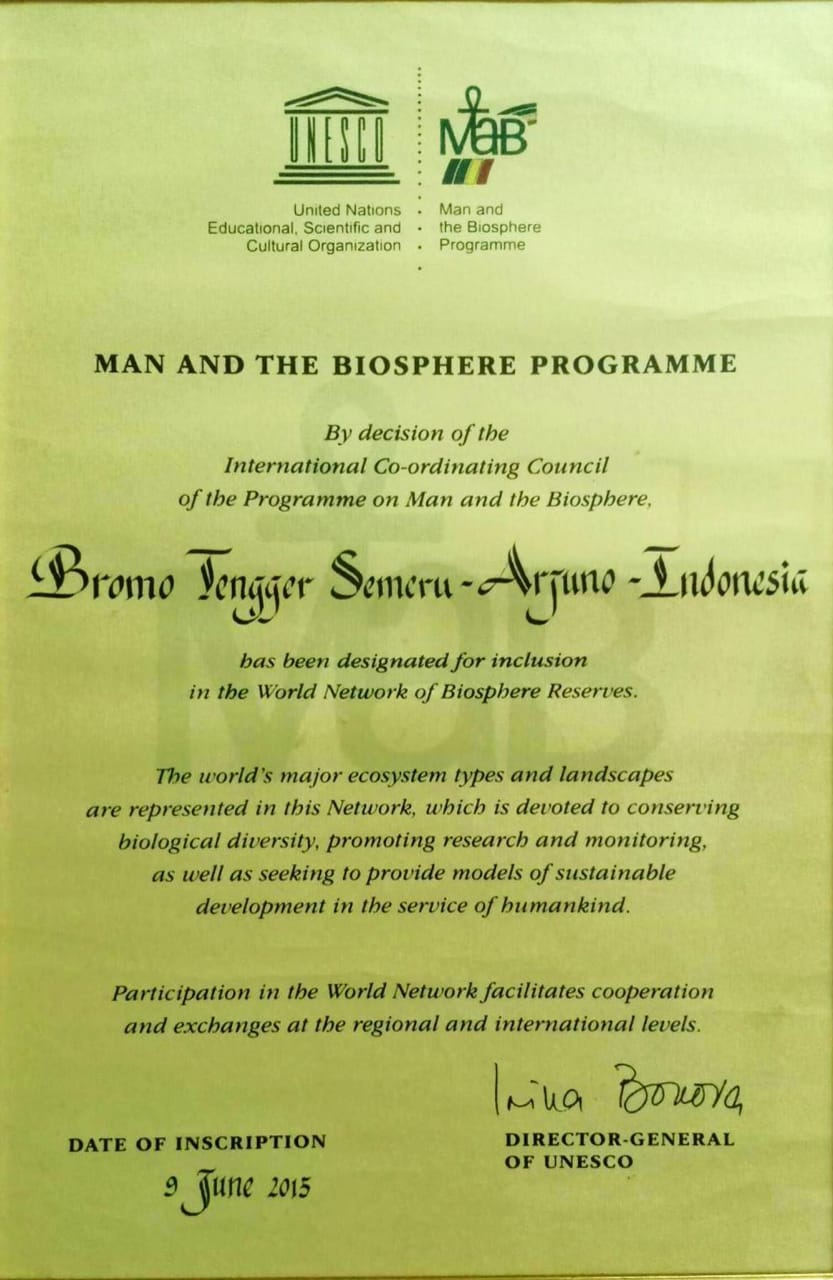 UNESCO
MaB
United Nations
Educational, Scientific and
Cultural Organization
Man and
the Biosphere
Programme
MAN AND THE BIOSPHERE PROGRAMME
By decision of the
International Co-ordinating Council
of the Programme on Man and the Biosphere,
Bromo Tengger Semeru - Arjuno - Indonesia
has been designated for inclusion
in the World Network of Biosphere Reserves.
The world's major ecosystem types and landscapes
are represented in this Network, which is devoted to conserving
biological diversity, promoting research and monitoring,
as well as seeking to provide models of sustainable
development in the service of humankind.
Participation in the World Network facilitates cooperation
and exchanges at the regional and international levels.
Irina Bokova
DIRECTOR-GENERAL
OF UNESCO
DATE OF INSCRIPTION
9 June 2015